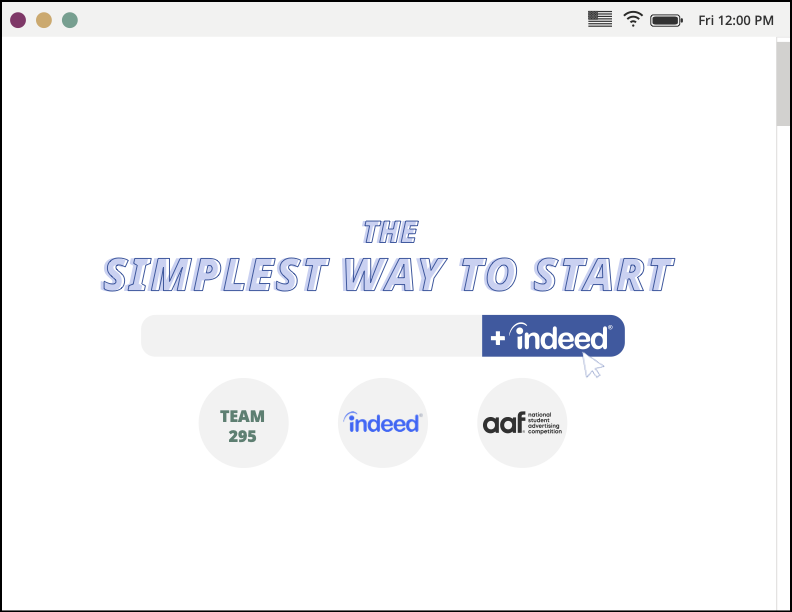 Fri 12:00 PM
THE
SIMPLEST WAY TO START
+ indeed®
TEAM
295
indeed®
aaf® national
student
advertising
competition